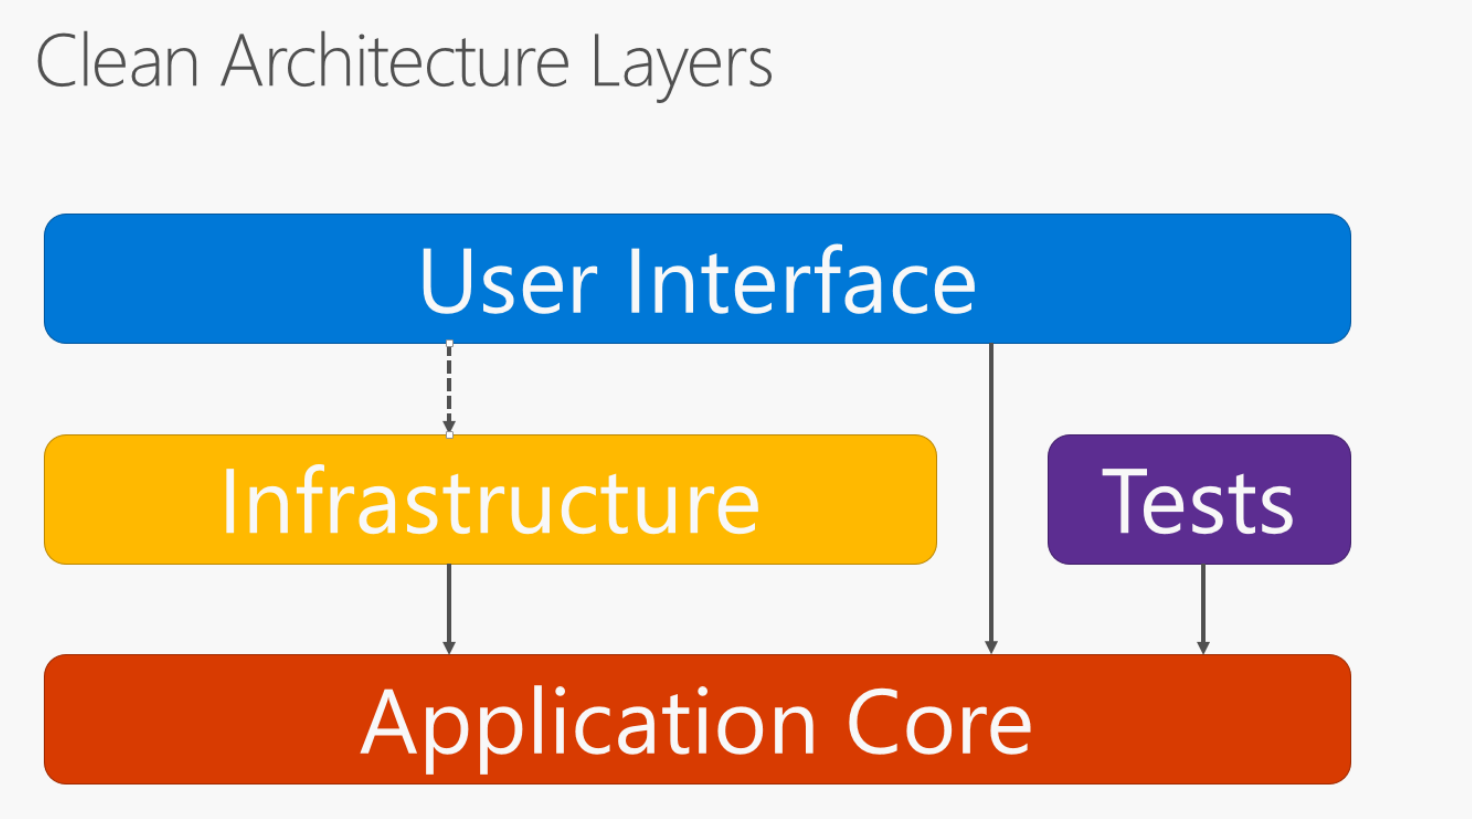 Clean Architecture Layers
User Interface
Infrastructure
Tests
Application Core